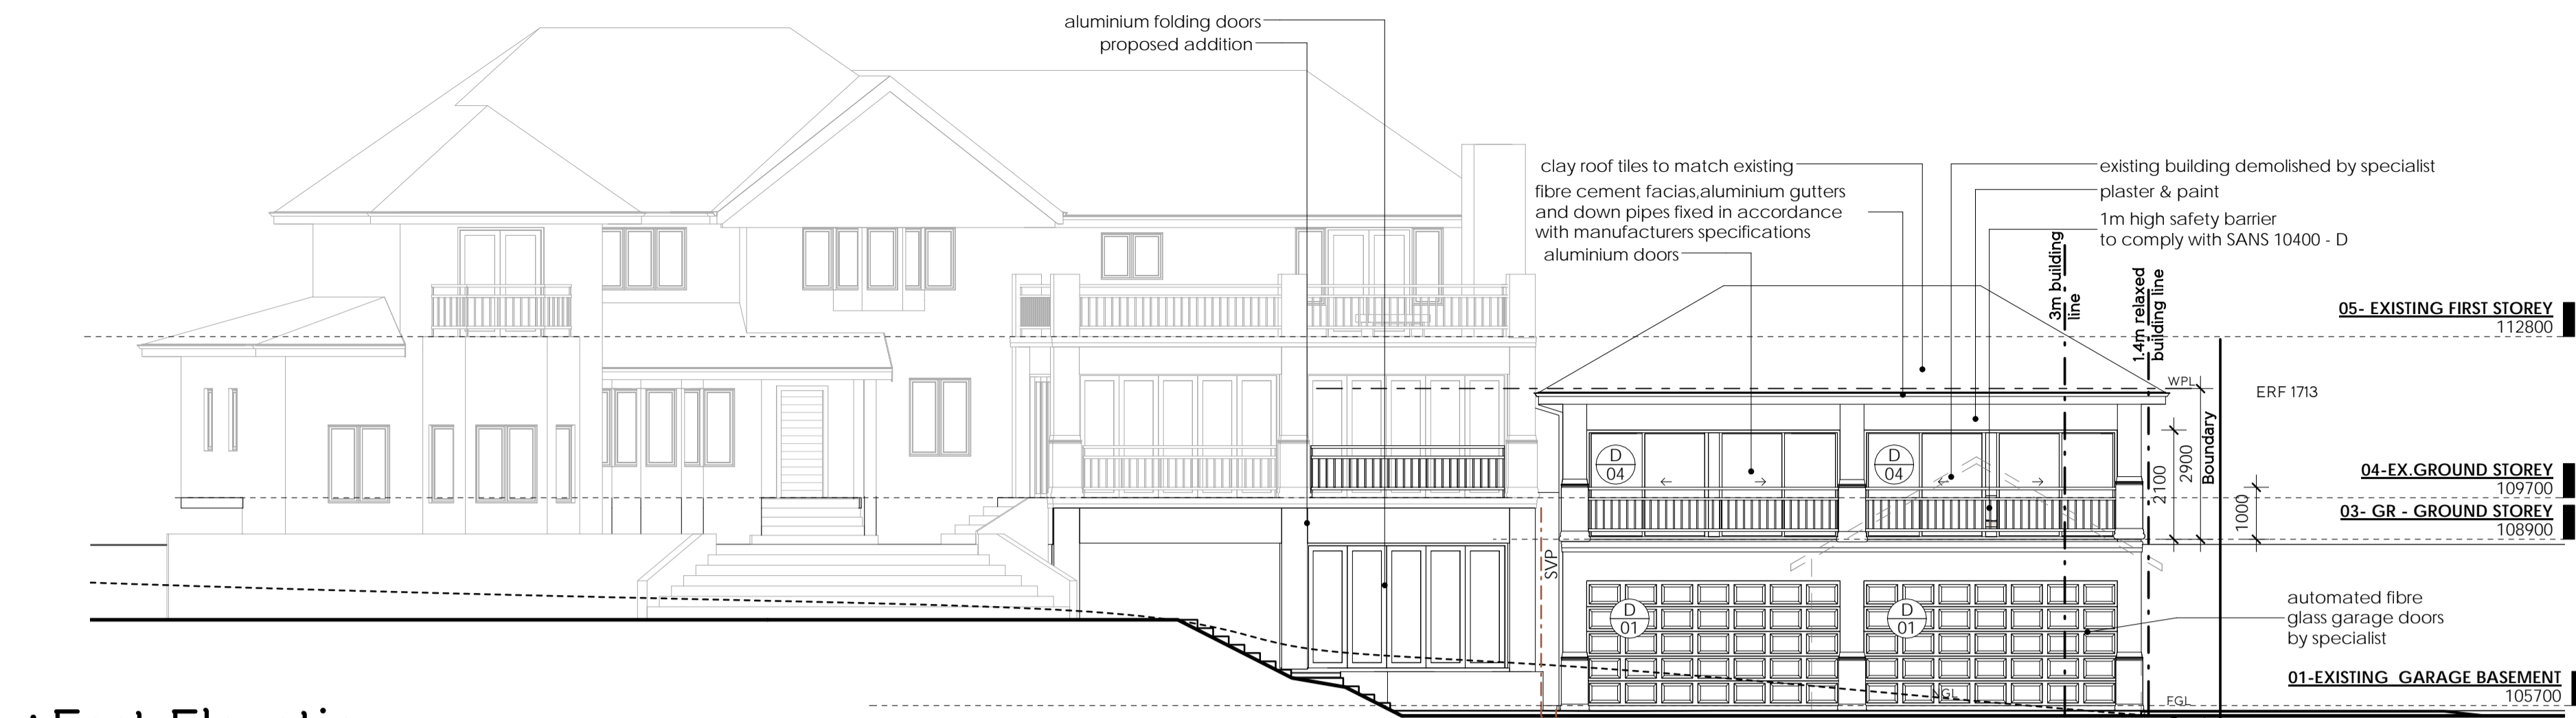 aluminium folding doors
proposed addition
clay roof tiles to match existing
fibre cement facias,aluminium gutters
and down pipes fixed in accordance
with manufacturers specifications
aluminium doors
existing building demolished by specialist
plaster & paint
1m high safety barrier
to comply with SANS 10400 - D
3m building
line
1.4m relaxed
building line
05- EXISTING FIRST STOREY
112800
WPL
ERF 1713
Boundary
D
04
D
04
2100
2900
1000
04-EX.GROUND STOREY
109700
03- GR - GROUND STOREY
108900
SVP
D
01
D
01
automated fibre
glass garage doors
by specialist
01-EXISTING GARAGE BASEMENT
105700
NGL
FGL
East